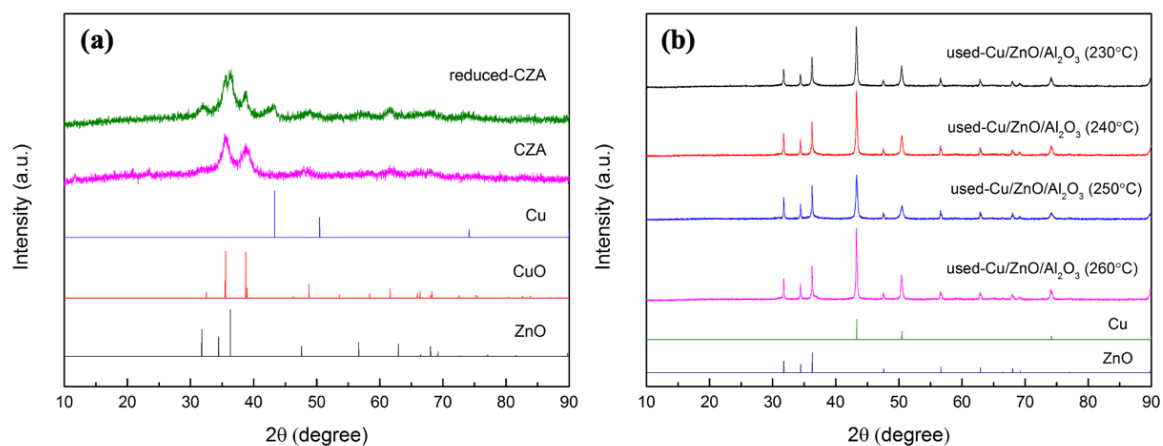 (a)
reduced-CZA
CZA
Cu
CuO
ZnO
Intensity (a.u.)
10 20 30 40 50 60 70 80 90
2θ (degree)
(b)
used-Cu/ZnO/Al₂O₃ (230°C)
used-Cu/ZnO/Al₂O₃ (240°C)
used-Cu/ZnO/Al₂O₃ (250°C)
used-Cu/ZnO/Al₂O₃ (260°C)
Cu
ZnO
Intensity (a.u.)
10 20 30 40 50 60 70 80 90
2θ (degree)